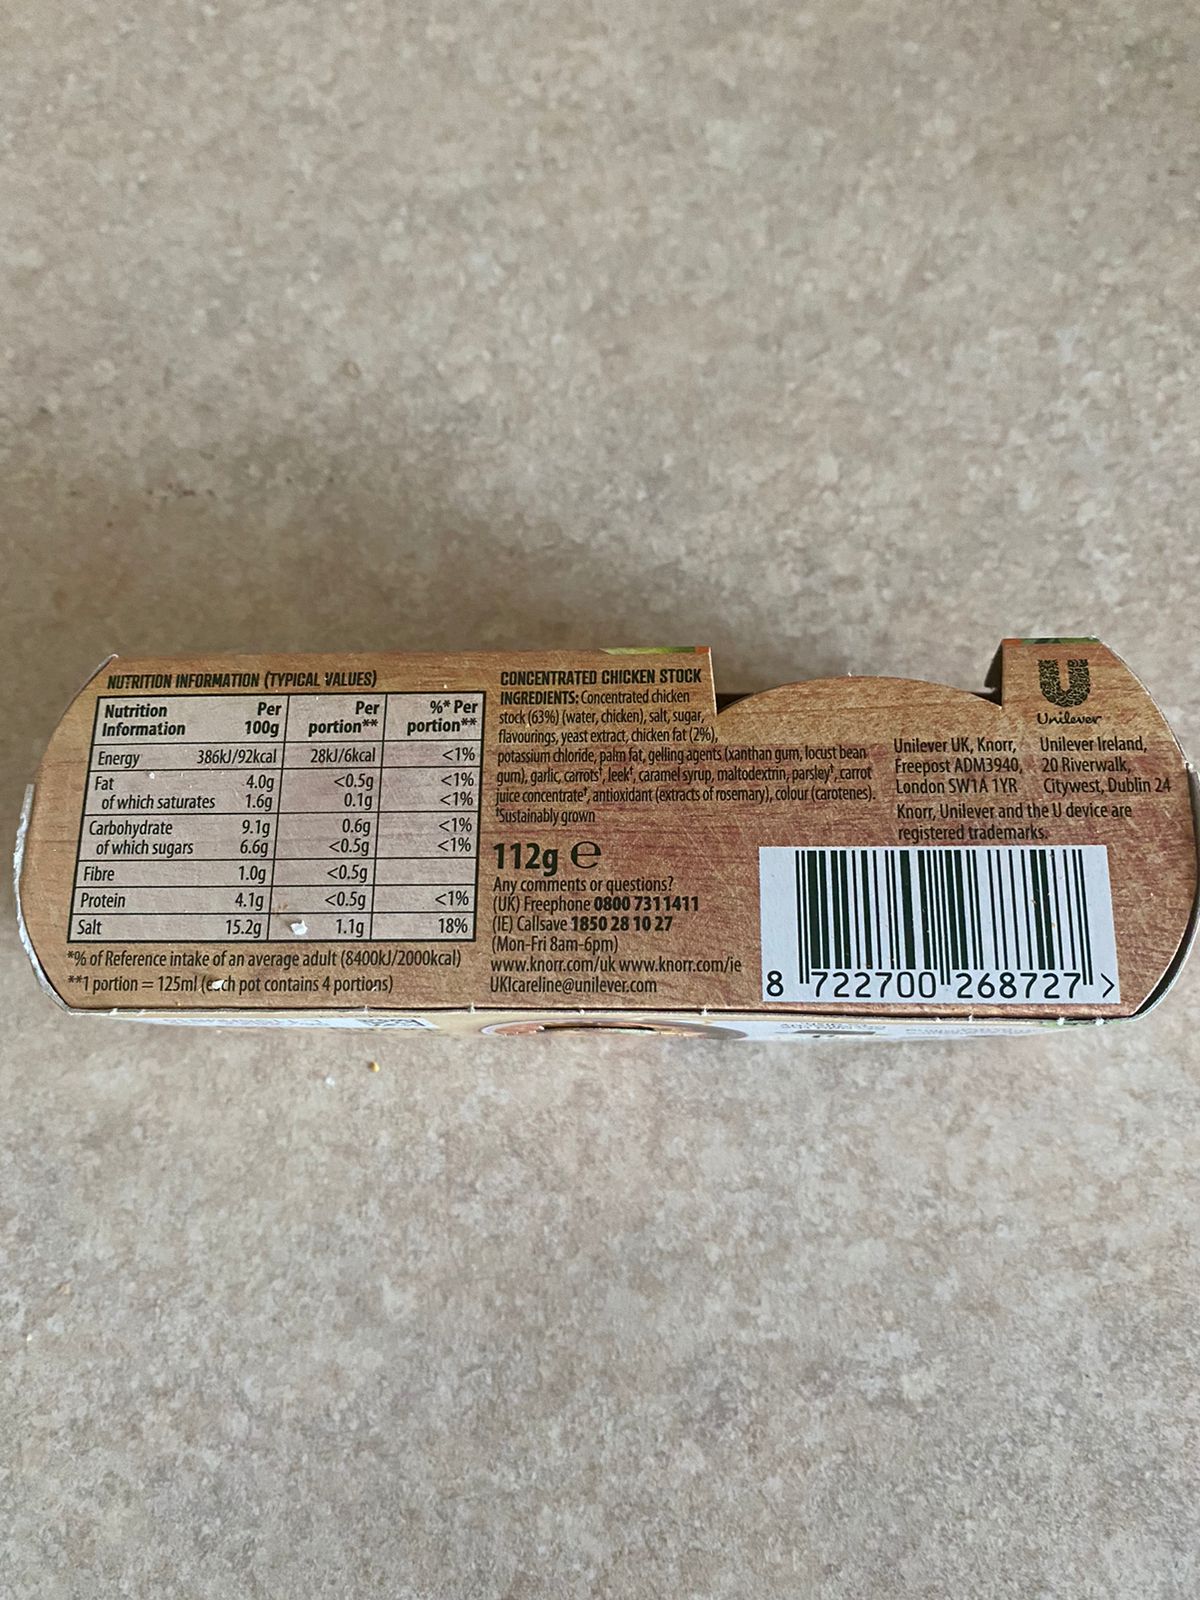 NUTRITION INFORMATION (TYPICAL VALUES)
Nutrition Information Per 100g Per portion** %* Per portion**
Energy 386kJ/92kcal 28kJ/6kcal <1%
Fat 4.0g <0.5g <1%
of which saturates 1.6g 0.1g <1%
Carbohydrate 9.1g 0.6g <1%
of which sugars 6.6g <0.5g <1%
Fibre 1.0g <0.5g
Protein 4.1g <0.5g <1%
Salt 15.2g 1.1g 18%
*% of Reference intake of an average adult (8400kJ/2000kcal)
**1 portion = 125ml (each pot contains 4 portions)
CONCENTRATED CHICKEN STOCK
INGREDIENTS: Concentrated chicken
stock (63%) (water, chicken), salt, sugar,
flavourings, yeast extract, chicken fat (2%),
potassium chloride, palm fat, gelling agents (xanthan gum, locust bean
gum), garlic, carrots†, leek†, caramel syrup, maltodextrin, parsley†, carrot
juice concentrate†, antioxidant (extracts of rosemary), colour (carotenes).
†Sustainably grown
112g ℮
Any comments or questions?
(UK) Freephone 0800 7311411
(IE) Callsave 1850 28 10 27
(Mon-Fri 8am-6pm)
www.knorr.com/uk www.knorr.com/ie
UKIcareline@unilever.com
Unilever
Unilever UK, Knorr,
Freepost ADM3940,
London SW1A 1YR
Unilever Ireland,
20 Riverwalk,
Citywest, Dublin 24
Knorr, Unilever and the U device are
registered trademarks.
8 722700 268727 >